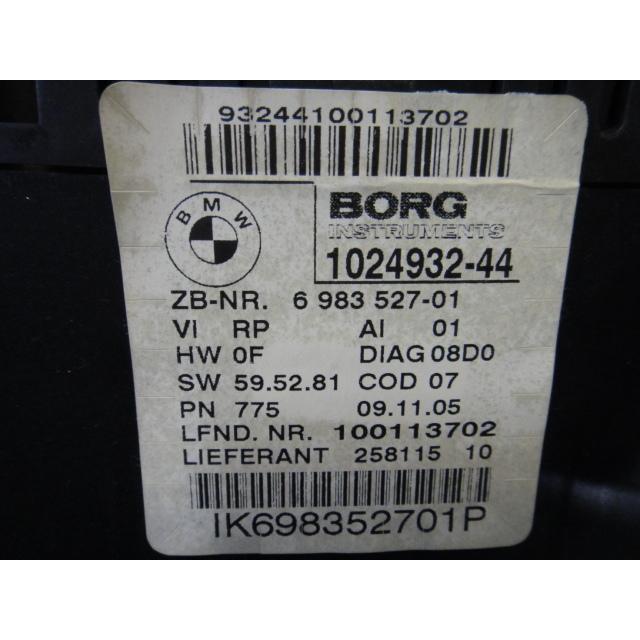 93244100113702
BMW
BORG
INSTRUMENTS
1024932-44
ZB-NR. 6 983 527-01
VI RP AI 01
HW 0F DIAG 08D0
SW 59.52.81 COD 07
PN 775 09.11.05
LFND. NR. 100113702
LIEFERANT 258115 10
IK698352701P